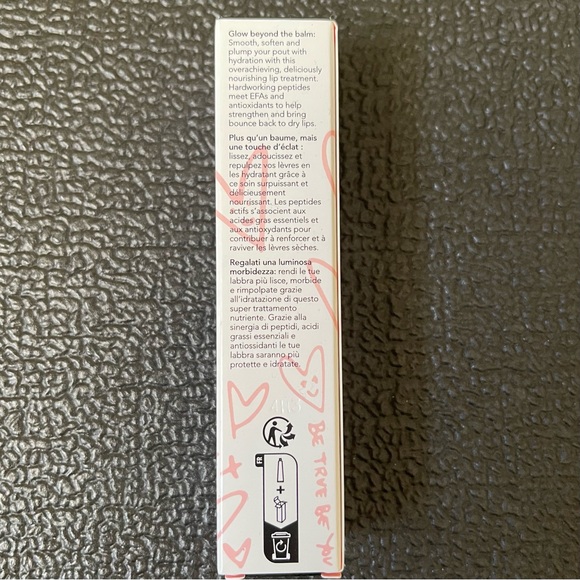 Glow beyond the balm:
Smooth, soften and
plump your pout with
hydration with this
overachieving, deliciously
nourishing lip treatment.
Hardworking peptides
meet EFAs and
antioxidants to help
strengthen and bring
bounce back to dry lips.
Plus qu'un baume, mais
une touche d'éclat :
lissez, adoucissez et
repulpez vos lèvres en
les hydratant grâce à
ce soin surpuissant et
délicieusement
nourrissant. Les peptides
actifs s'associent aux
acides gras essentiels et
aux antioxydants pour
contribuer à renforcer et à
raviver les lèvres sèches.
Regalati una luminosa
morbidezza: rendi le tue
labbra più lisce, morbide
e rimpolpate grazie
all'idratazione di questo
super trattamento
nutriente. Grazie alla
sinergia di peptidi, acidi
grassi essenziali e
antiossidanti le tue
labbra saranno più
protette e idratate.
FR
+
BE TRUE BE YOU